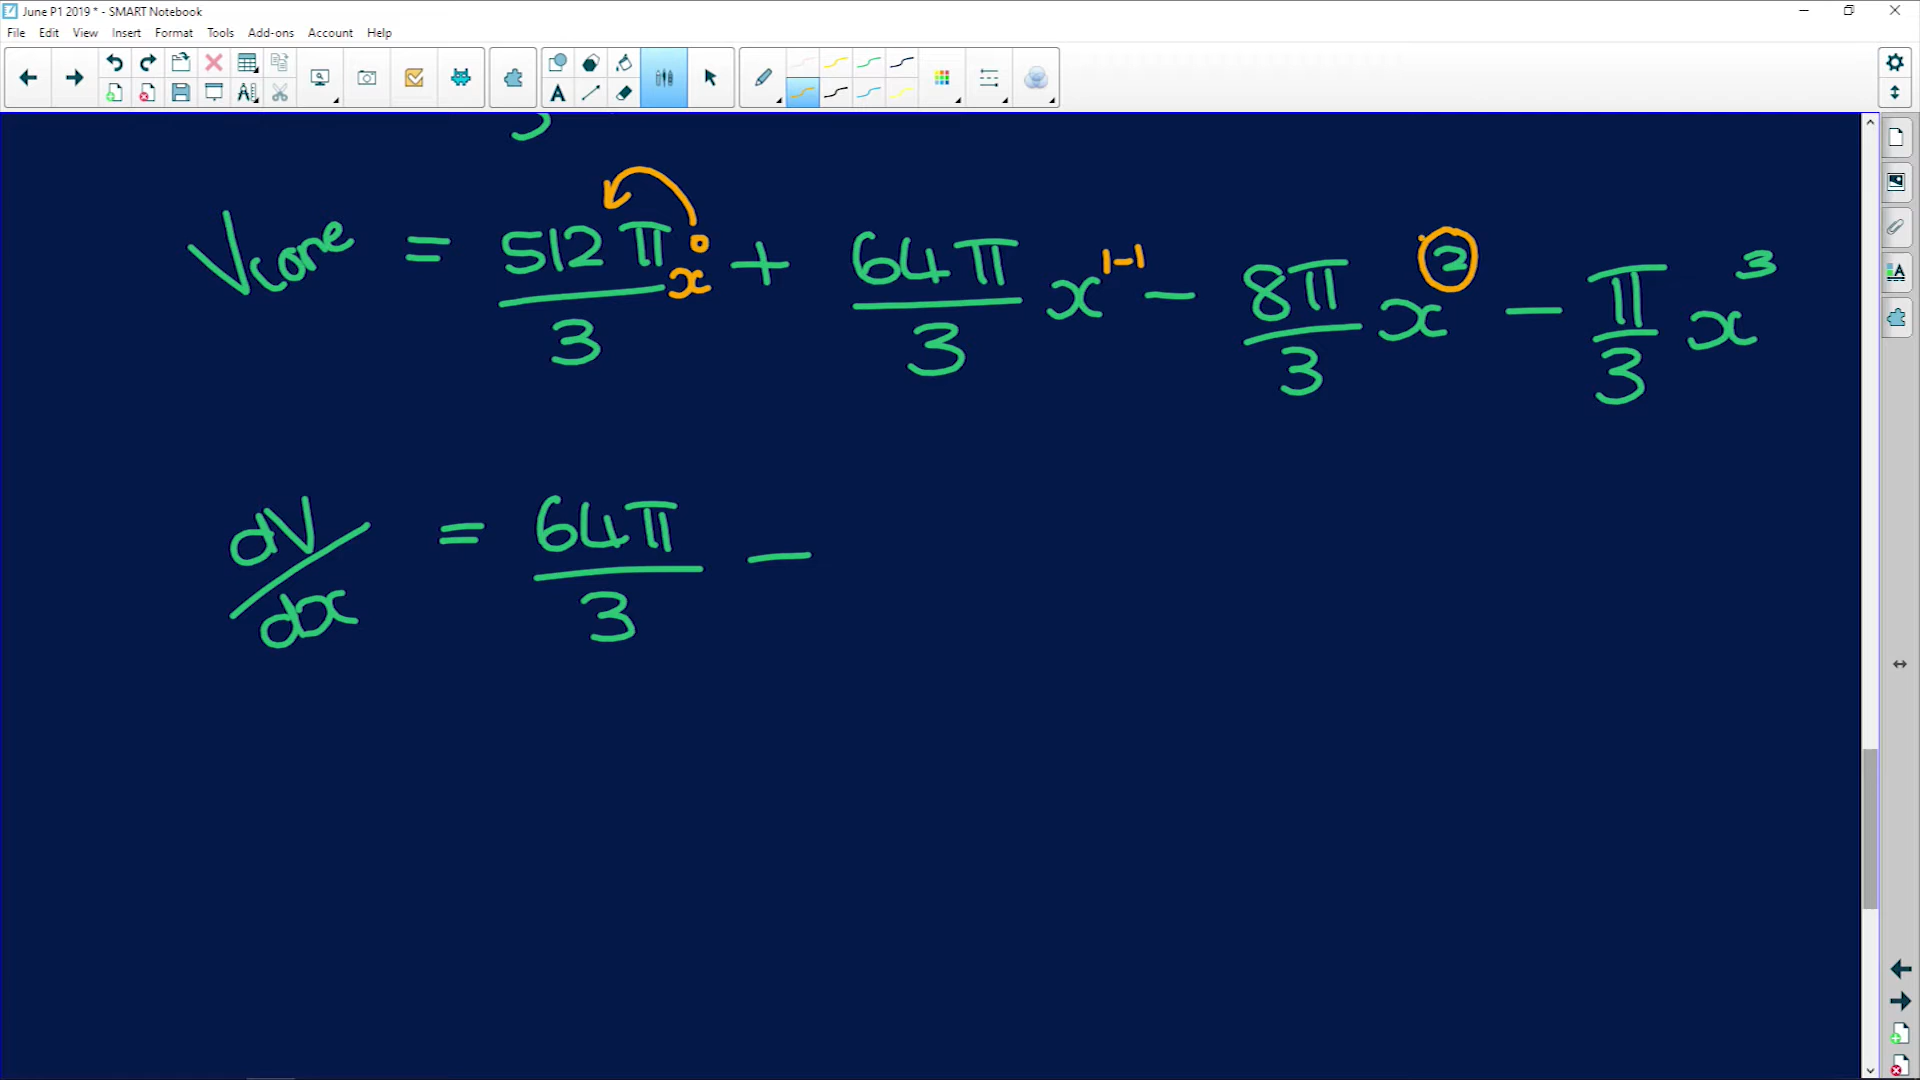 June P1 2019 * - SMART Notebook
File Edit View Insert Format Tools Add-ons Account Help
Vcone = 512π/3 x⁰ + 64π/3 x¹⁻¹ - 8π/3 x² - π/3 x³
dV/dx = 64π/3 -